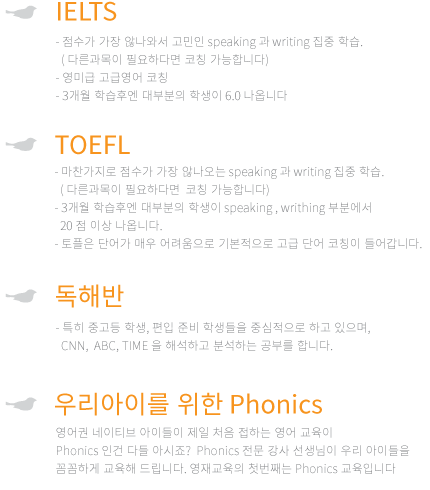 IELTS
- 점수가 가장 않나와서 고민인 speaking 과 writing 집중 학습.
( 다른과목이 필요하다면 코칭 가능합니다)
- 영미급 고급영어 코칭
- 3개월 학습후엔 대부분의 학생이 6.0 나옵니다
TOEFL
- 마찬가지로 점수가 가장 않나오는 speaking 과 writing 집중 학습.
( 다른과목이 필요하다면 코칭 가능합니다)
- 3개월 학습후엔 대부분의 학생이 speaking , writhing 부분에서
20 점 이상 나옵니다.
- 토플은 단어가 매우 어려움으로 기본적으로 고급 단어 코칭이 들어갑니다.
독해반
- 특히 중고등 학생, 편입 준비 학생들을 중심적으로 하고 있으며,
CNN, ABC, TIME 을 해석하고 분석하는 공부를 합니다.
우리아이를 위한 Phonics
영어권 네이티브 아이들이 제일 처음 접하는 영어 교육이
Phonics 인건 다들 아시죠? Phonics 전문 강사 선생님이 우리 아이들을
꼼꼼하게 교육해 드립니다. 영재교육의 첫번째는 Phonics 교육입니다